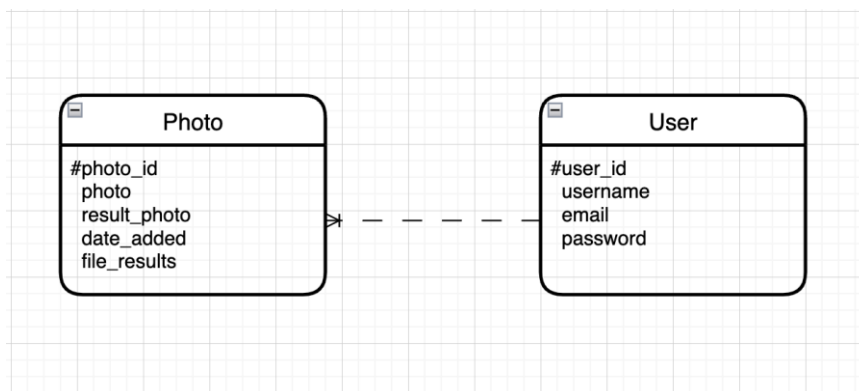 Photo
#photo_id
photo
result_photo
date_added
file_results
User
#user_id
username
email
password